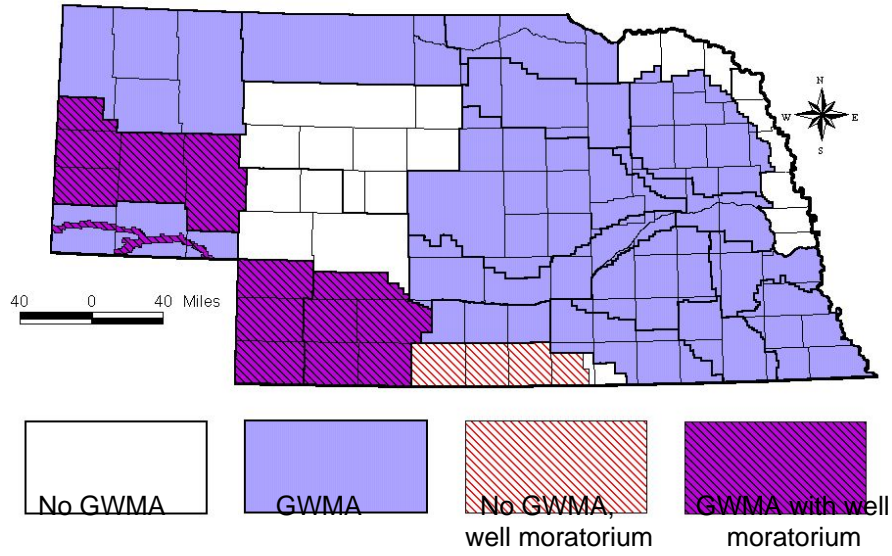 N
W E
S
40 0 40 Miles
No GWMA GWMA No GWMA, GWMA with well
well moratorium moratorium